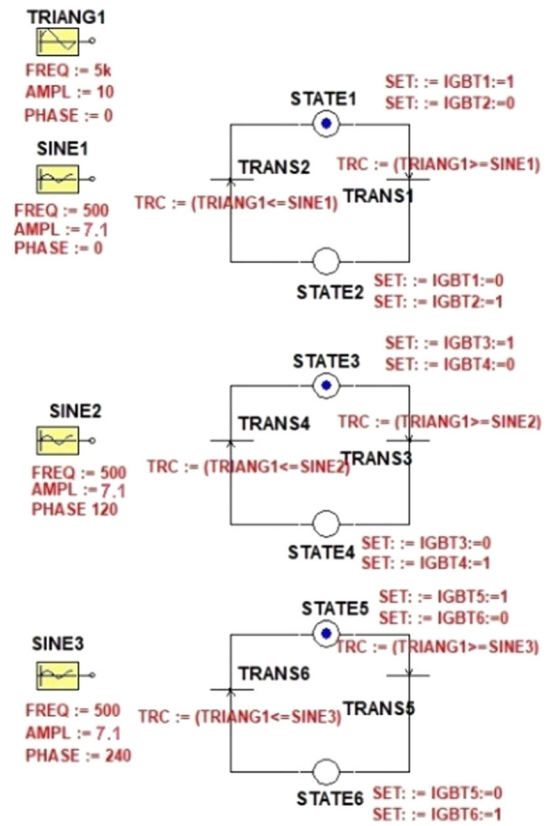 TRIANG1
FREQ := 5k
AMPL := 10
PHASE := 0
SET: := IGBT1:=1
SET: := IGBT2:=0
STATE1
SINE1
FREQ := 500
AMPL := 7.1
PHASE := 0
TRANS2
TRC := (TRIANG1>=SINE1)
TRANS1
TRC := (TRIANG1<=SINE1)
STATE2
SET: := IGBT1:=0
SET: := IGBT2:=1
SET: := IGBT3:=1
SET: := IGBT4:=0
STATE3
SINE2
FREQ := 500
AMPL := 7.1
PHASE 120
TRANS4
TRC := (TRIANG1>=SINE2)
TRANS3
TRC := (TRIANG1<=SINE2)
STATE4
SET: := IGBT3:=0
SET: := IGBT4:=1
SET: := IGBT5:=1
SET: := IGBT6:=0
STATE5
SINE3
FREQ := 500
AMPL := 7.1
PHASE := 240
TRC := (TRIANG1>=SINE3)
TRANS6
TRANS5
TRC := (TRIANG1<=SINE3)
STATE6
SET: := IGBT5:=0
SET: := IGBT6:=1